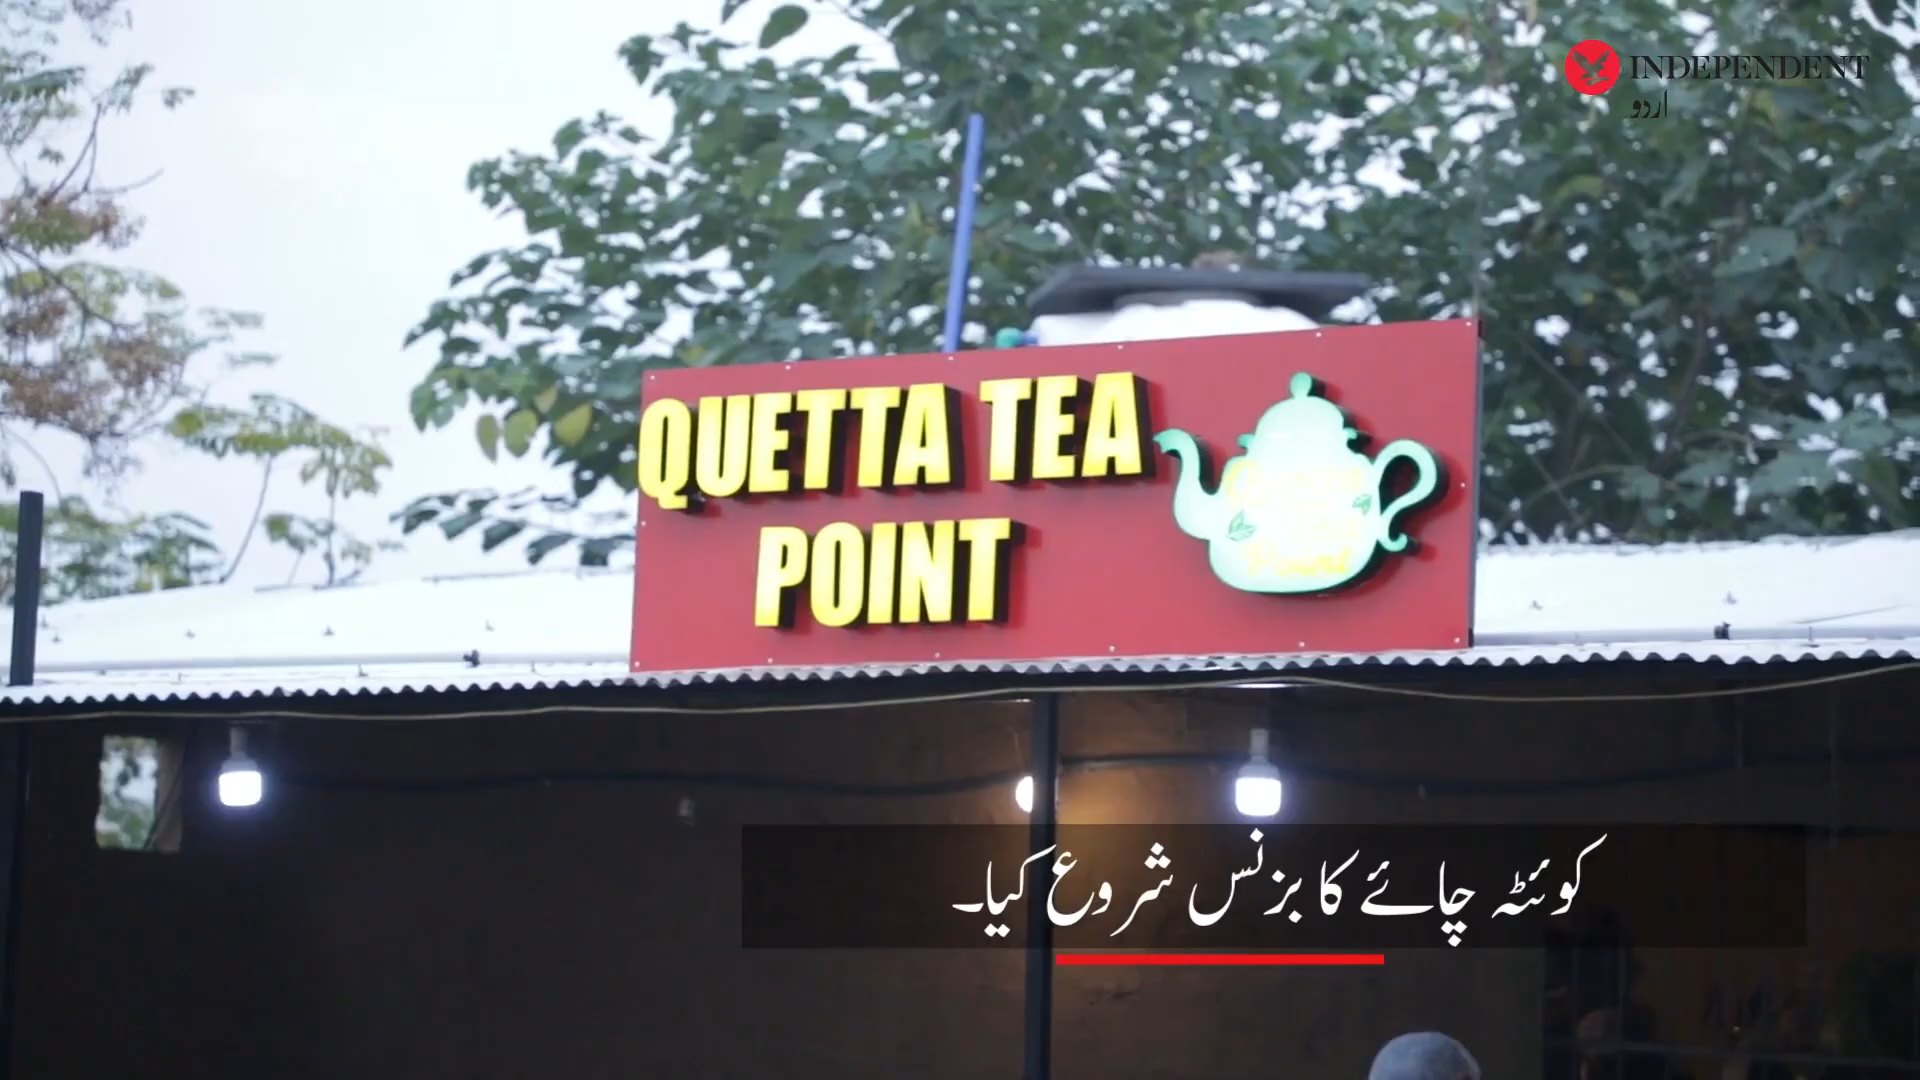 INDEPENDENT
اردو
QUETTA TEA
POINT
کوئٹہ چائے کا بزنس شروع کیا۔